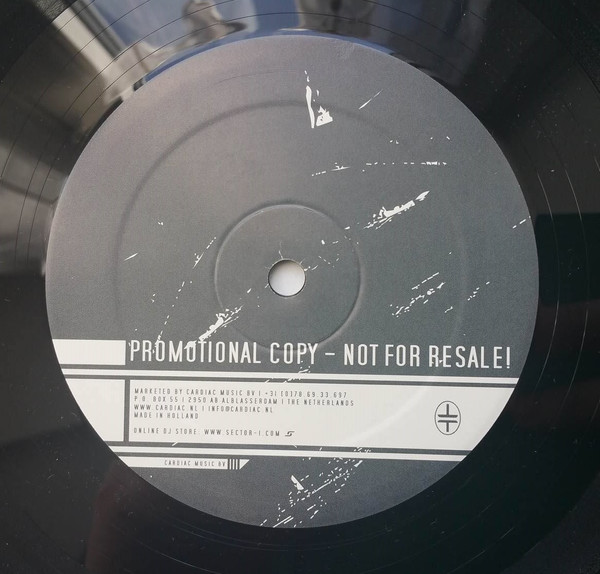 PROMOTIONAL COPY - NOT FOR RESALE!
MARKETED BY CARDIAC MUSIC BV | +31 (0)78 69.33.697
P.O. BOX 55 | 2950 AB ALBLASSERDAM | THE NETHERLANDS
WWW.CARDIAC.NL | INFO@CARDIAC.NL
MADE IN HOLLAND
ONLINE DJ STORE: WWW.SECTOR-1.COM
CARDIAC MUSIC BV